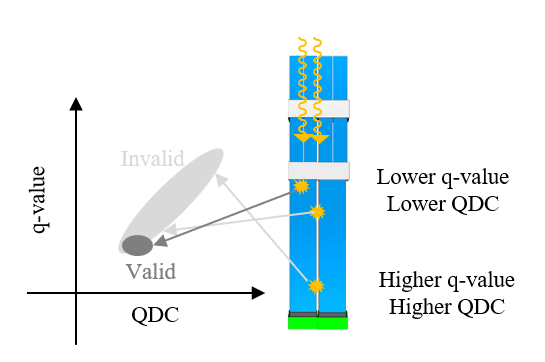 Invalid
q-value
Lower q-value
Lower QDC
Valid
Higher q-value
Higher QDC
QDC